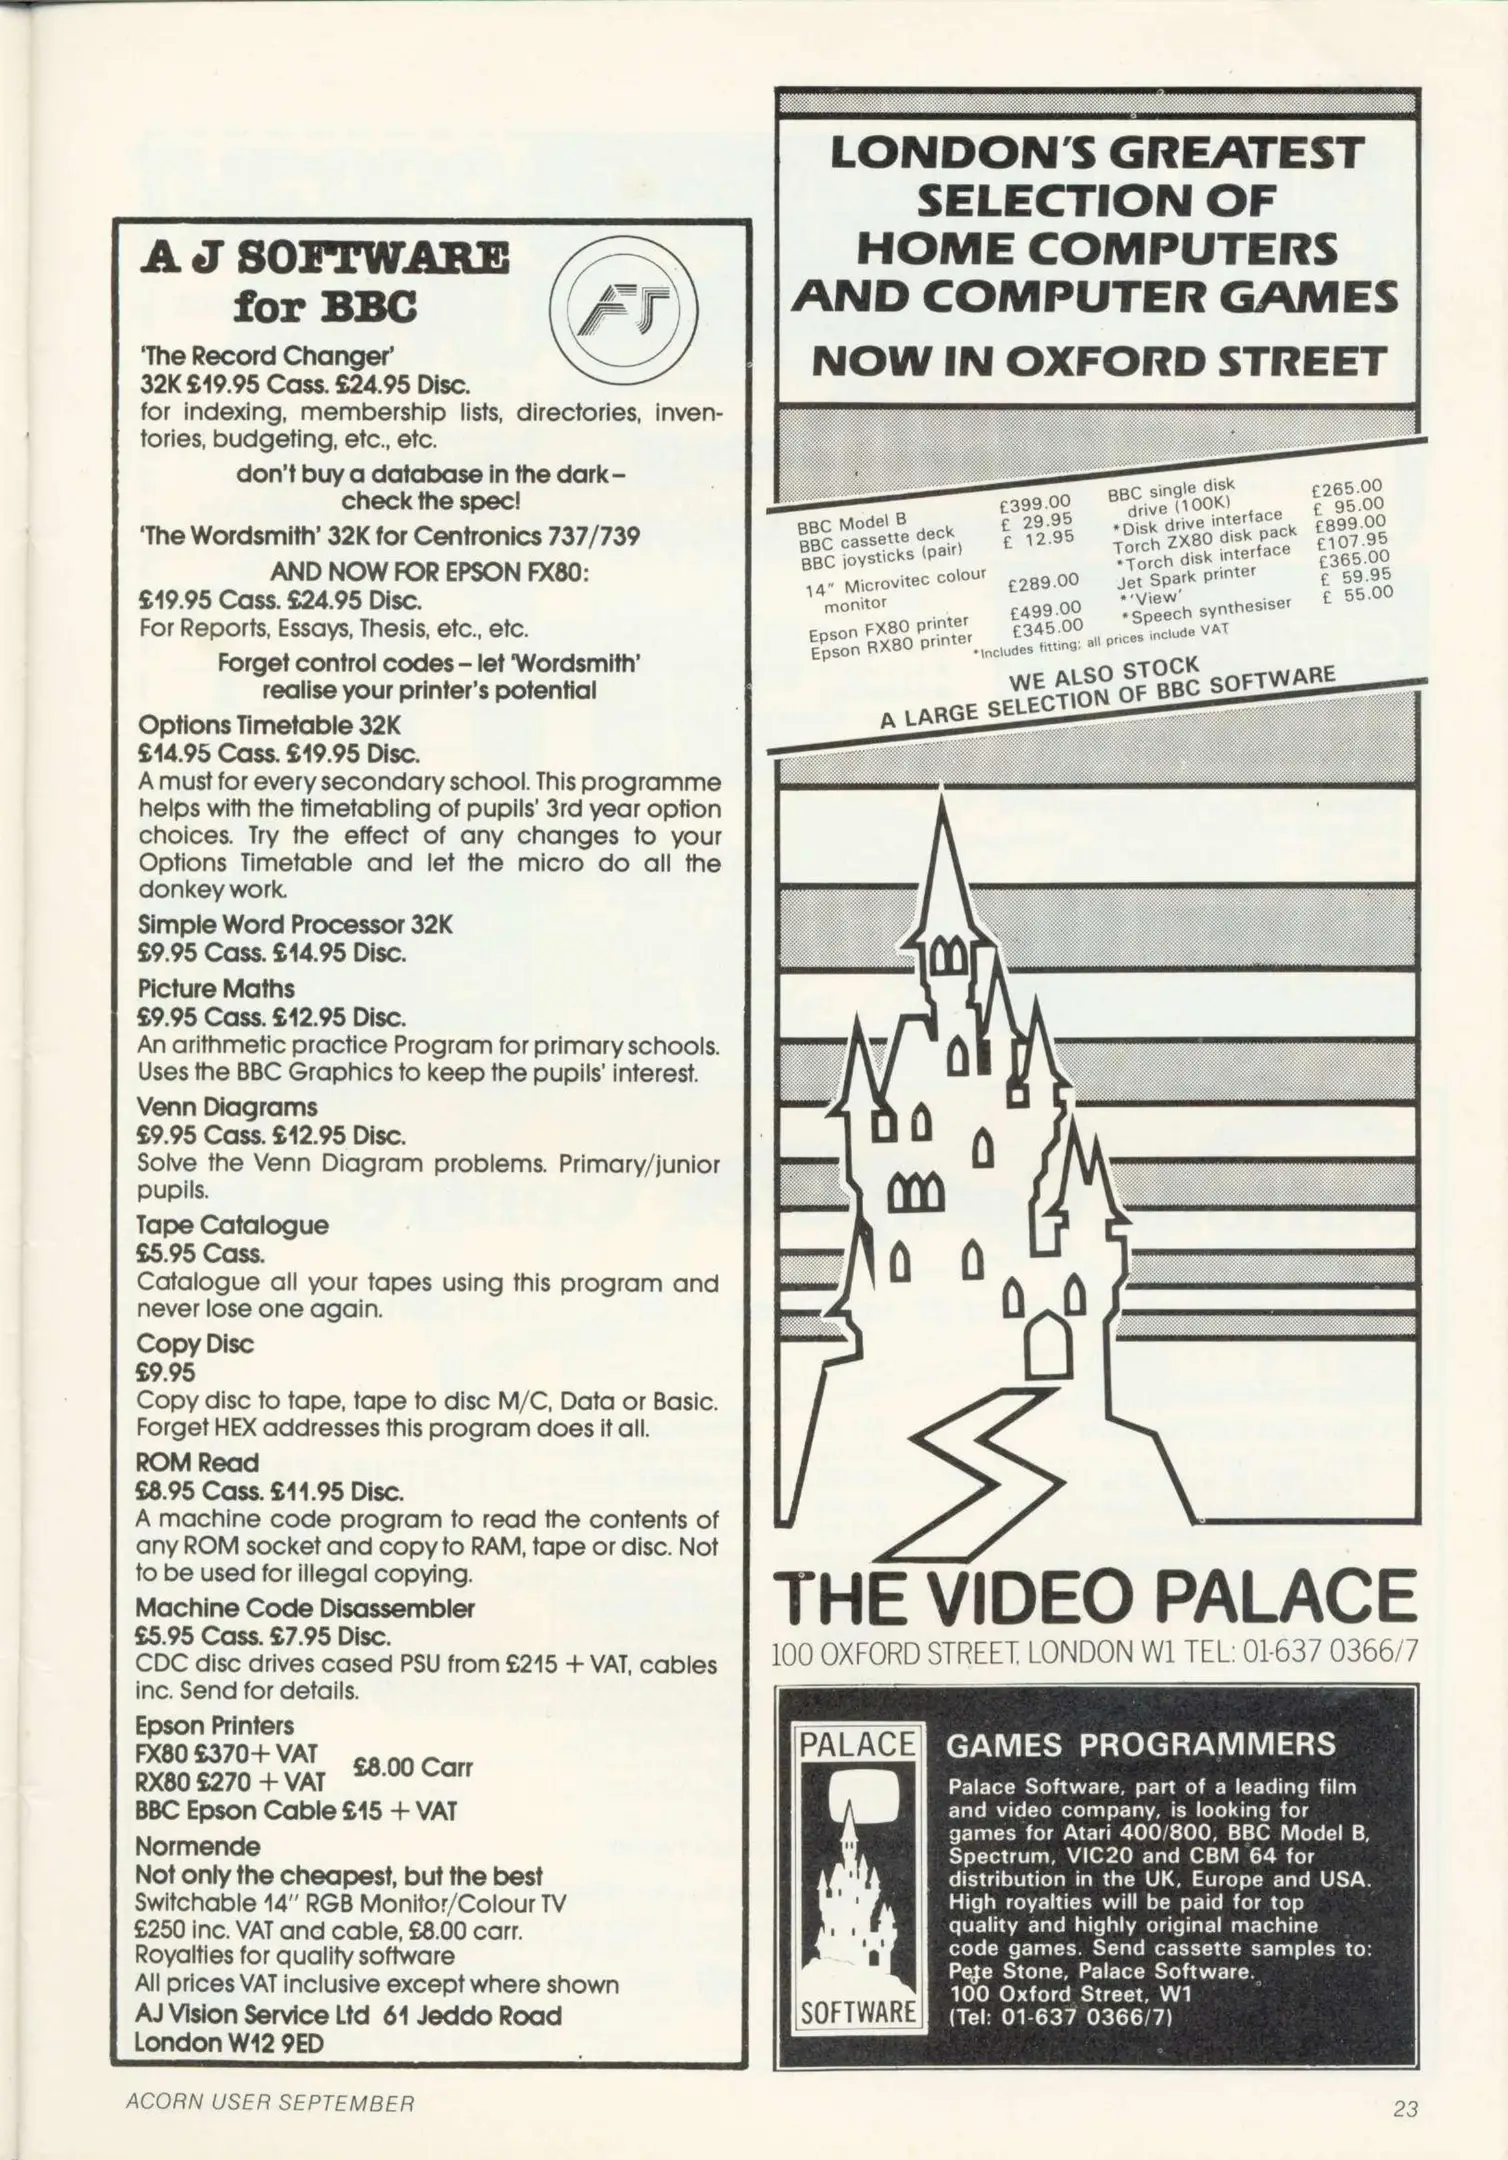 A J SOFTWARE
for BBC
AJ
'The Record Changer'
32K £19.95 Cass. £24.95 Disc.
for indexing, membership lists, directories, inven-
tories, budgeting, etc., etc.
don't buy a database in the dark –
check the spec!
'The Wordsmith' 32K for Centronics 737/739
AND NOW FOR EPSON FX80:
£19.95 Cass. £24.95 Disc.
For Reports, Essays, Thesis, etc., etc.
Forget control codes – let 'Wordsmith'
realise your printer's potential
Options Timetable 32K
£14.95 Cass. £19.95 Disc.
A must for every secondary school. This programme
helps with the timetabling of pupils' 3rd year option
choices. Try the effect of any changes to your
Options Timetable and let the micro do all the
donkey work.
Simple Word Processor 32K
£9.95 Cass. £14.95 Disc.
Picture Maths
£9.95 Cass. £12.95 Disc.
An arithmetic practice Program for primary schools.
Uses the BBC Graphics to keep the pupils' interest.
Venn Diagrams
£9.95 Cass. £12.95 Disc.
Solve the Venn Diagram problems. Primary/junior
pupils.
Tape Catalogue
£5.95 Cass.
Catalogue all your tapes using this program and
never lose one again.
Copy Disc
£9.95
Copy disc to tape, tape to disc M/C, Data or Basic.
Forget HEX addresses this program does it all.
ROM Read
£8.95 Cass. £11.95 Disc.
A machine code program to read the contents of
any ROM socket and copy to RAM, tape or disc. Not
to be used for illegal copying.
Machine Code Disassembler
£5.95 Cass. £7.95 Disc.
CDC disc drives cased PSU from £215 + VAT, cables
inc. Send for details.
Epson Printers
FX80 £370+ VAT
RX80 £270 + VAT £8.00 Carr
BBC Epson Cable £15 + VAT
Normende
Not only the cheapest, but the best
Switchable 14" RGB Monitor/Colour TV
£250 inc. VAT and cable, £8.00 carr.
Royalties for quality software
All prices VAT inclusive except where shown
AJ Vision Service Ltd 61 Jeddo Road
London W12 9ED
LONDON'S GREATEST
SELECTION OF
HOME COMPUTERS
AND COMPUTER GAMES
NOW IN OXFORD STREET
BBC Model B £399.00
BBC cassette deck £ 29.95
BBC joysticks (pair) £ 12.95
14" Microvitec colour
monitor £289.00
Epson FX80 printer £499.00
Epson RX80 printer £345.00
BBC single disk
drive (100K) £265.00
*Disk drive interface £ 95.00
Torch ZX80 disk pack £899.00
*Torch disk interface £107.95
Jet Spark printer £365.00
*'View' £ 59.95
*Speech synthesiser £ 55.00
*Includes fitting; all prices include VAT
WE ALSO STOCK
A LARGE SELECTION OF BBC SOFTWARE
THE VIDEO PALACE
100 OXFORD STREET, LONDON W1 TEL: 01-637 0366/7
PALACE
SOFTWARE
GAMES PROGRAMMERS
Palace Software, part of a leading film
and video company, is looking for
games for Atari 400/800, BBC Model B,
Spectrum, VIC20 and CBM 64 for
distribution in the UK, Europe and USA.
High royalties will be paid for top
quality and highly original machine
code games. Send cassette samples to:
Pete Stone, Palace Software.
100 Oxford Street, W1
(Tel: 01-637 0366/7)
ACORN USER SEPTEMBER
23